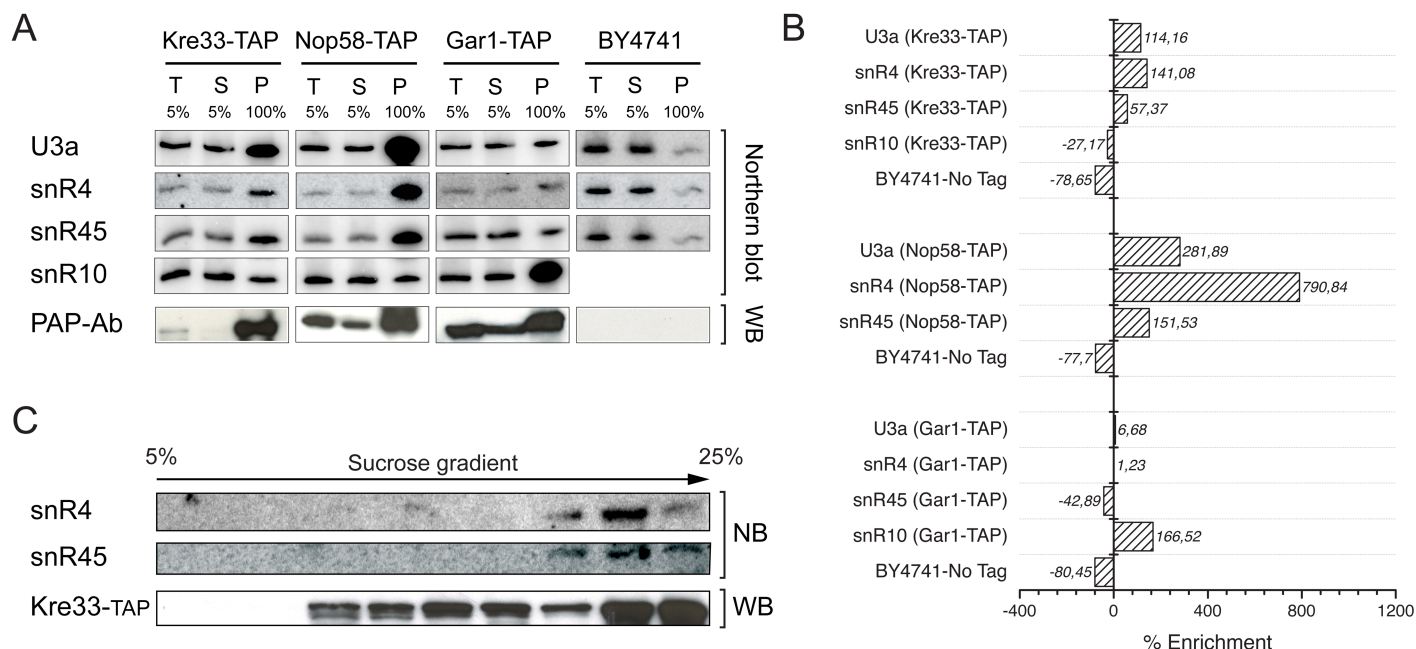 A
Kre33-TAP Nop58-TAP Gar1-TAP BY4741
T S P T S P T S P T S P
5% 5% 100% 5% 5% 100% 5% 5% 100% 5% 5% 100%
U3a
snR4
snR45
snR10
PAP-Ab
Northern blot
WB
B
U3a (Kre33-TAP) 114,16
snR4 (Kre33-TAP) 141,08
snR45 (Kre33-TAP) 57,37
snR10 (Kre33-TAP) -27,17
BY4741-No Tag -78,65
U3a (Nop58-TAP) 281,89
snR4 (Nop58-TAP) 790,84
snR45 (Nop58-TAP) 151,53
BY4741-No Tag -77,7
U3a (Gar1-TAP) 6,68
snR4 (Gar1-TAP) 1,23
snR45 (Gar1-TAP) -42,89
snR10 (Gar1-TAP) 166,52
BY4741-No Tag -80,45
-400 0 400 800 1200
% Enrichment
C
5% Sucrose gradient 25%
snR4
snR45
NB
Kre33-TAP WB